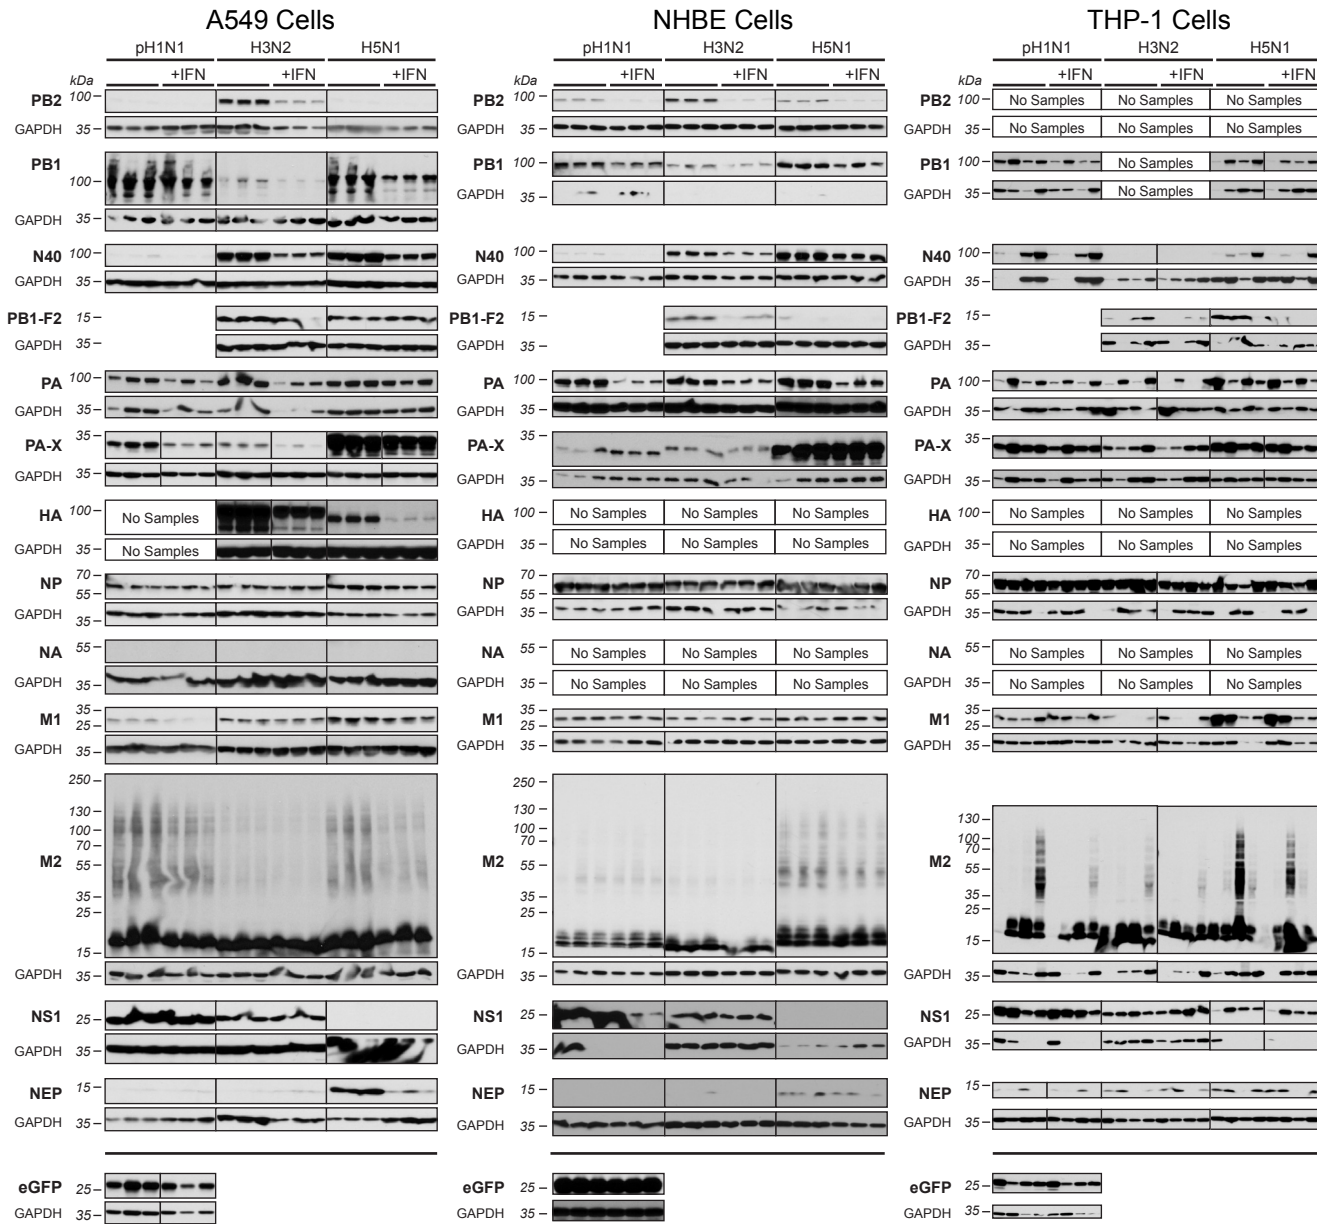 A549 Cells
pH1N1 H3N2 H5N1
+IFN +IFN +IFN
kDa
PB2 100
GAPDH 35
PB1 100
GAPDH 35
N40 100
GAPDH 35
PB1-F2 15
GAPDH 35
PA 100
GAPDH 35
PA-X 35
GAPDH 35
HA 100 No Samples
GAPDH 35 No Samples
NP 70
55
GAPDH 35
NA 55
GAPDH 35
M1 35
25
GAPDH 35
250
130
100
70
M2 55
35
25
15
GAPDH 35
NS1 25
GAPDH 35
NEP 15
GAPDH 35
eGFP 25
GAPDH 35
NHBE Cells
pH1N1 H3N2 H5N1
+IFN +IFN +IFN
kDa
PB2 100
GAPDH 35
PB1 100
GAPDH 35
N40 100
GAPDH 35
PB1-F2 15
GAPDH 35
PA 100
GAPDH 35
PA-X 35
GAPDH 35
HA 100 No Samples No Samples No Samples
GAPDH 35 No Samples No Samples No Samples
NP 70
55
GAPDH 35
NA 55 No Samples No Samples No Samples
GAPDH 35 No Samples No Samples No Samples
M1 35
25
GAPDH 35
250
130
100
70
M2 55
35
25
15
GAPDH 35
NS1 25
GAPDH 35
NEP 15
GAPDH 35
eGFP 25
GAPDH 35
THP-1 Cells
pH1N1 H3N2 H5N1
+IFN +IFN +IFN
kDa
PB2 100 No Samples No Samples No Samples
GAPDH 35 No Samples No Samples No Samples
PB1 100 No Samples
GAPDH 35 No Samples
N40 100
GAPDH 35
PB1-F2 15
GAPDH 35
PA 100
GAPDH 35
PA-X 35
GAPDH 35
HA 100 No Samples No Samples No Samples
GAPDH 35 No Samples No Samples No Samples
NP 70
55
GAPDH 35
NA 55 No Samples No Samples No Samples
GAPDH 35 No Samples No Samples No Samples
M1 35
25
GAPDH 35
130
100
70
M2 55
35
25
15
GAPDH 35
NS1 25
GAPDH 35
NEP 15
GAPDH 35
eGFP 25
GAPDH 35